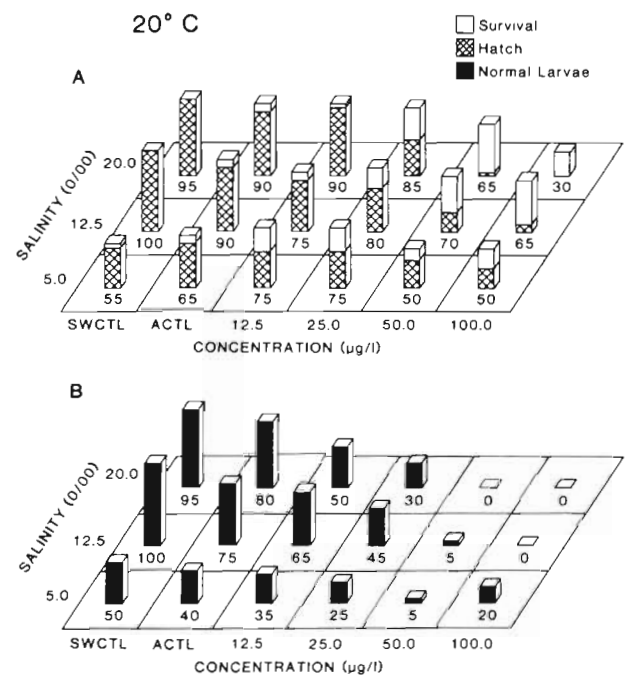 20° C
Survival
Hatch
Normal Larvae
A
SALINITY (0/00)
20.0
95 90 90 85 65 30
12.5
100 90 75 80 70 65
5.0
55 65 75 75 50 50
SWCTL ACTL 12.5 25.0 50.0 100.0
CONCENTRATION (µg/l)
B
SALINITY (0/00)
20.0
95 80 50 30 0 0
12.5
100 75 65 45 5 0
5.0
50 40 35 25 5 20
SWCTL ACTL 12.5 25.0 50.0 100.0
CONCENTRATION (µg/l)